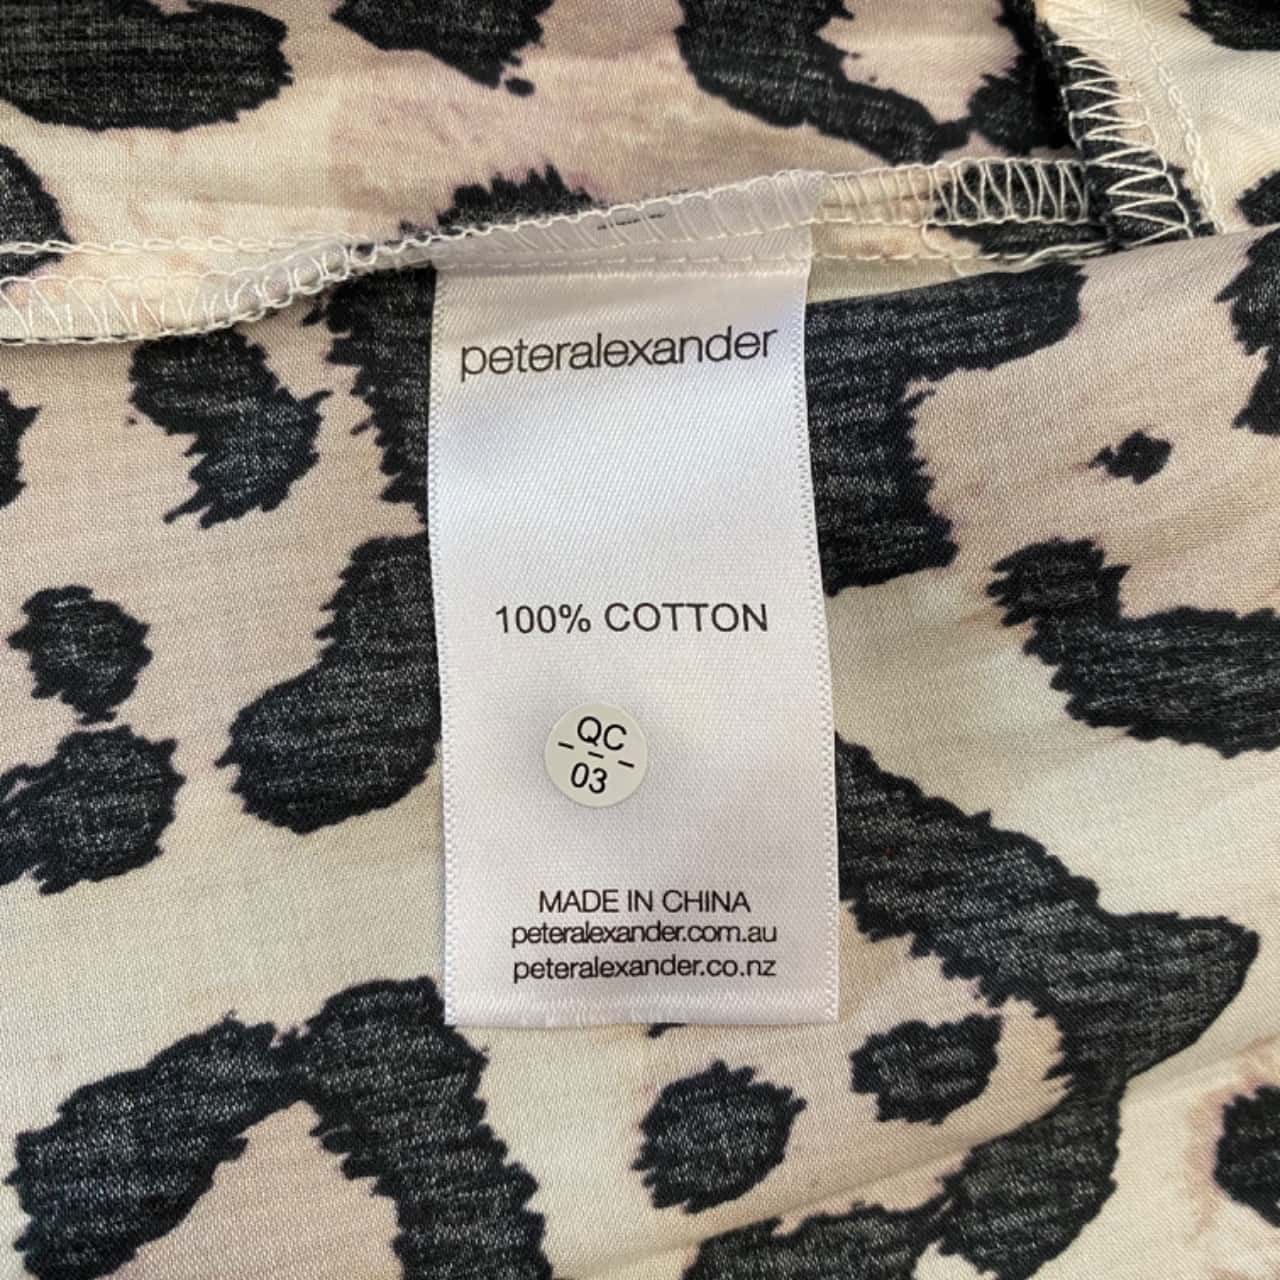 peteralexander
100% COTTON
QC
03
MADE IN CHINA
peteralexander.com.au
peteralexander.co.nz